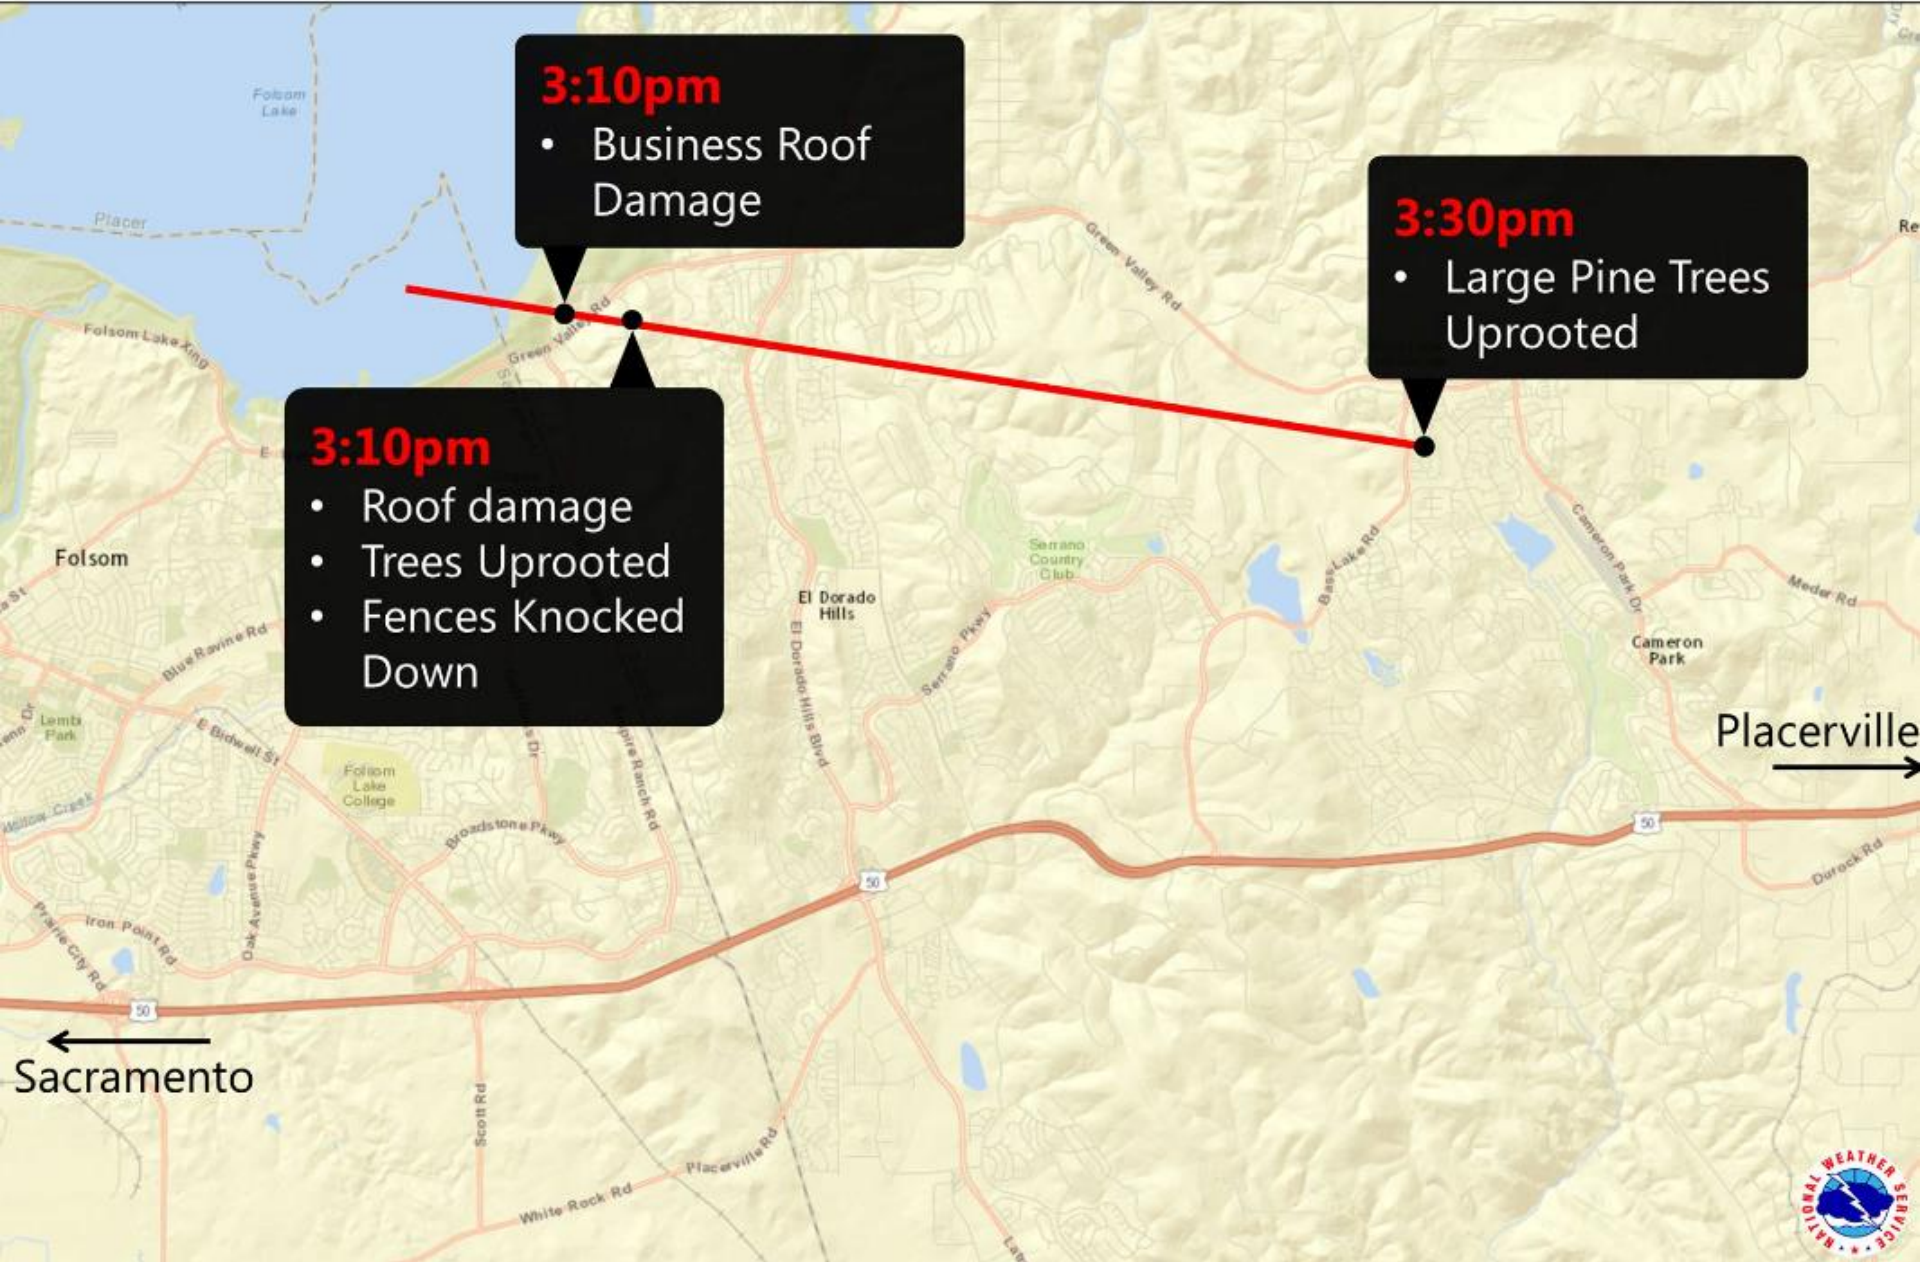 3:10pm
• Business Roof
Damage
Folsom
Lake
Placer
3:30pm
• Large Pine Trees
Uprooted
Green Valley Rd
Folsom Lake Xing
Green Valley Rd
3:10pm
• Roof damage
• Trees Uprooted
• Fences Knocked
Down
Folsom
Serrano
Country
Club
El Dorado
Hills
Bass Lake Rd
Cameron Park Dr
Meder Rd
Cameron
Park
Blue Ravine Rd
Serrano Pkwy
El Dorado Hills Blvd
Lembi
Park
E Bidwell St
Folsom
Lake
College
Placerville
Broadstone Pkwy
Oak Avenue Pkwy
50
50
Durock Rd
Iron Point Rd
Prairie City Rd
50
Sacramento
Scott Rd
Placerville Rd
White Rock Rd
NATIONAL WEATHER SERVICE